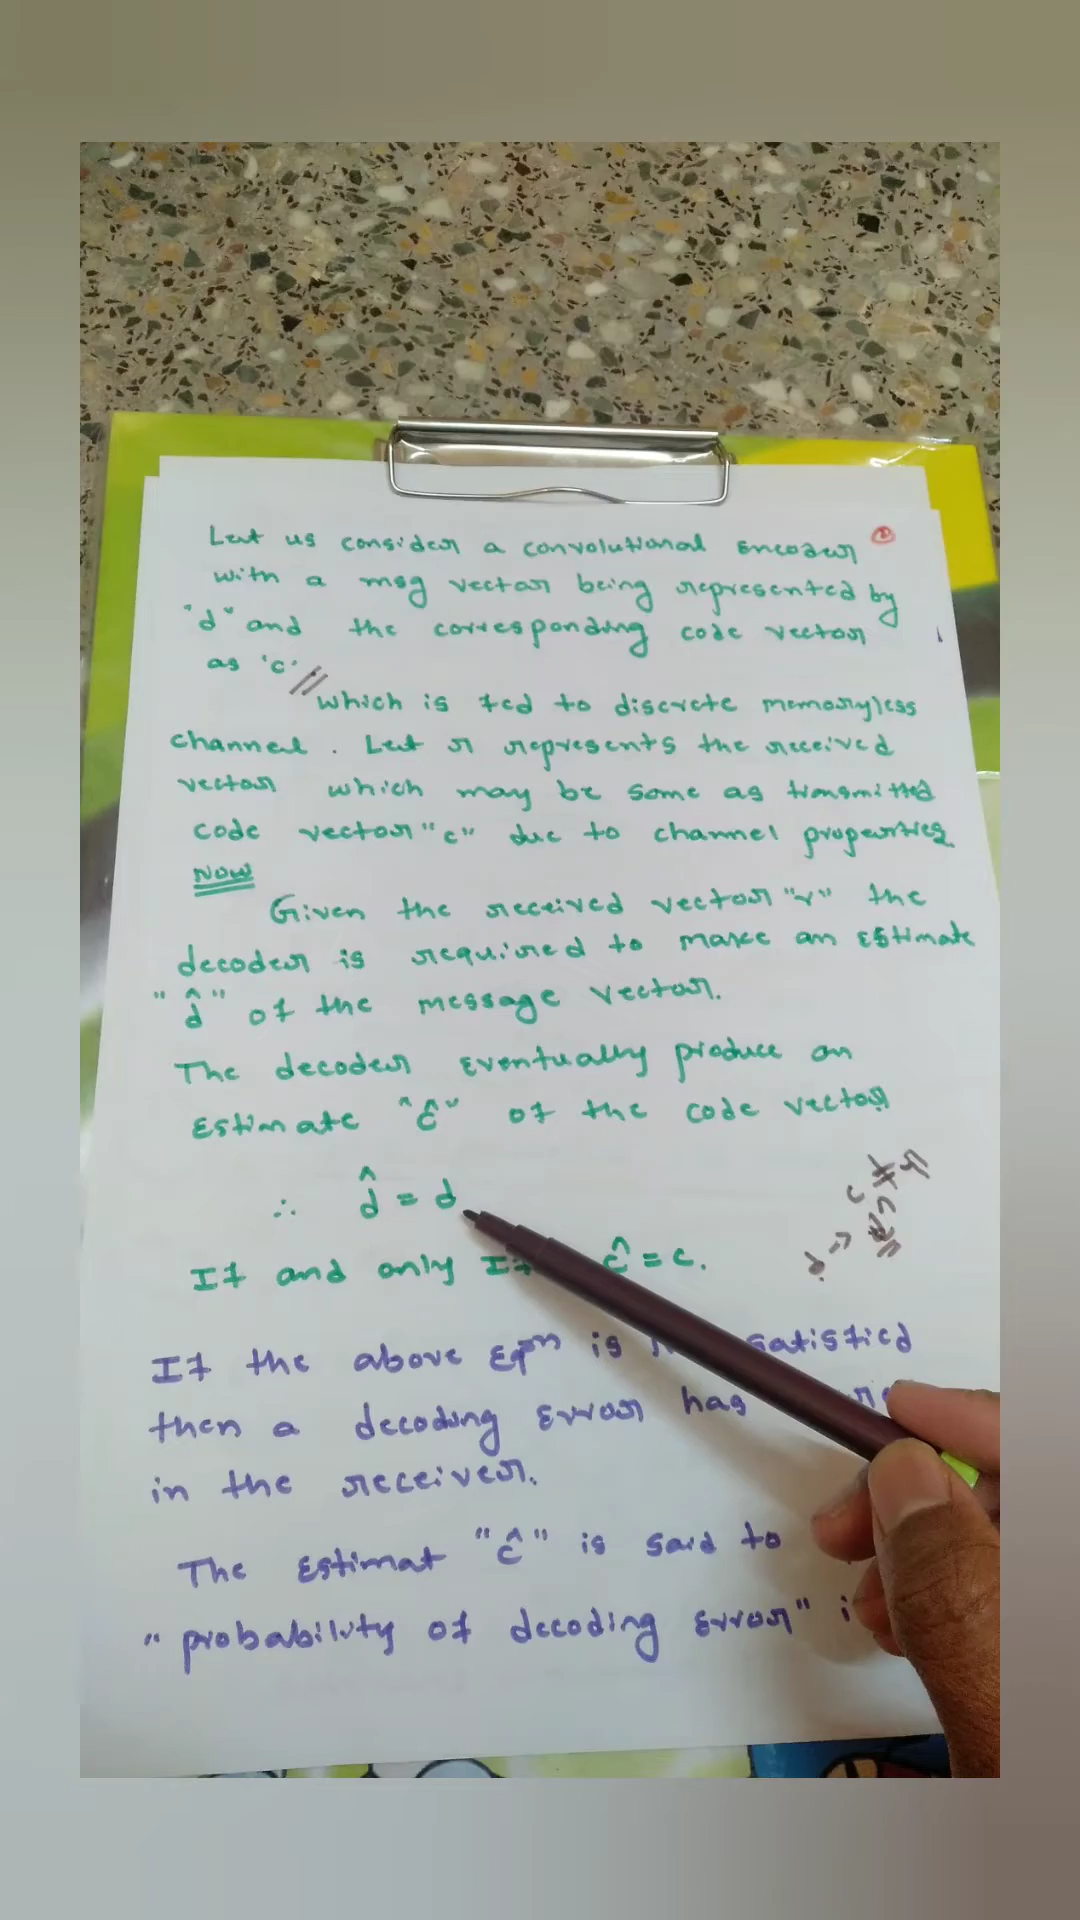 Let us consider a convolutional Encoder
with a msg vector being represented by
"d" and the corresponding code vector
as 'c'
which is fed to discrete memoryless
channel. Let r represents the received
vector which may be some as transmitted
code vector "c" due to channel properties
NOW
Given the received vector "r" the
decoder is required to make an Estimate
"d̂" of the message vector.
The decoder Eventually produce an
Estimate "ĉ" of the code vector
∴ d̂ = d
If and only If ĉ = c.
If the above Eqn is satisfied
then a decoding Error has
in the receiver.
The Estimat "ĉ" is said to
"probability of decoding Error"